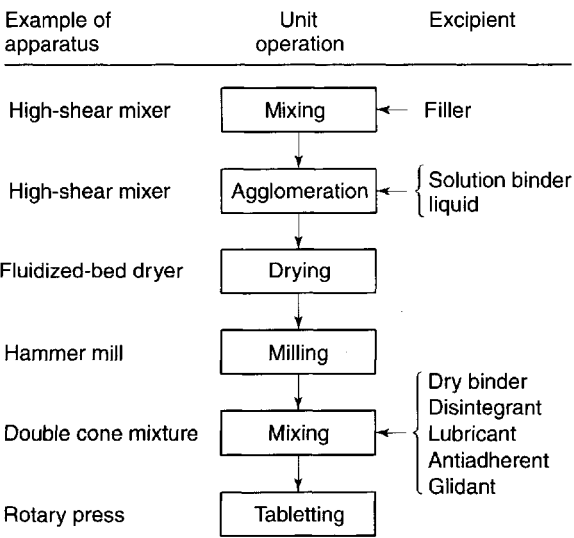 Example of apparatus Unit operation Excipient
High-shear mixer Mixing Filler
High-shear mixer Agglomeration Solution binder liquid
Fluidized-bed dryer Drying
Hammer mill Milling
Double cone mixture Mixing Dry binder
Disintegrant
Lubricant
Antiadherent
Glidant
Rotary press Tabletting